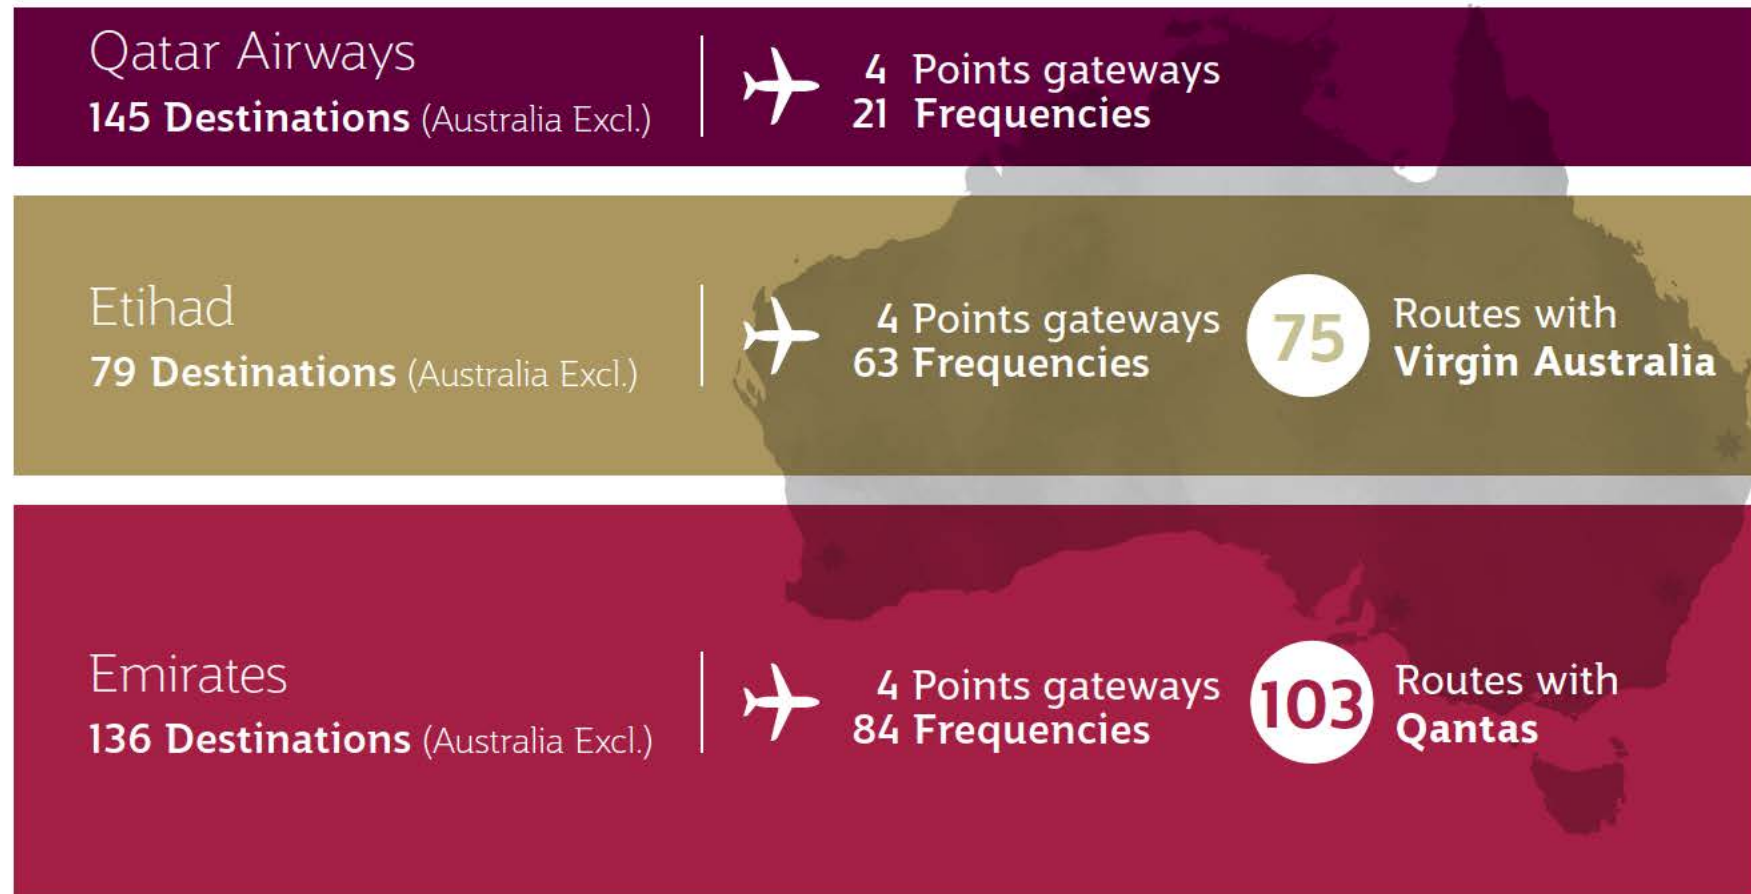 Qatar Airways
145 Destinations (Australia Excl.)
4 Points gateways
21 Frequencies
Etihad
79 Destinations (Australia Excl.)
4 Points gateways
63 Frequencies
75
Routes with
Virgin Australia
Emirates
136 Destinations (Australia Excl.)
4 Points gateways
84 Frequencies
103
Routes with
Qantas